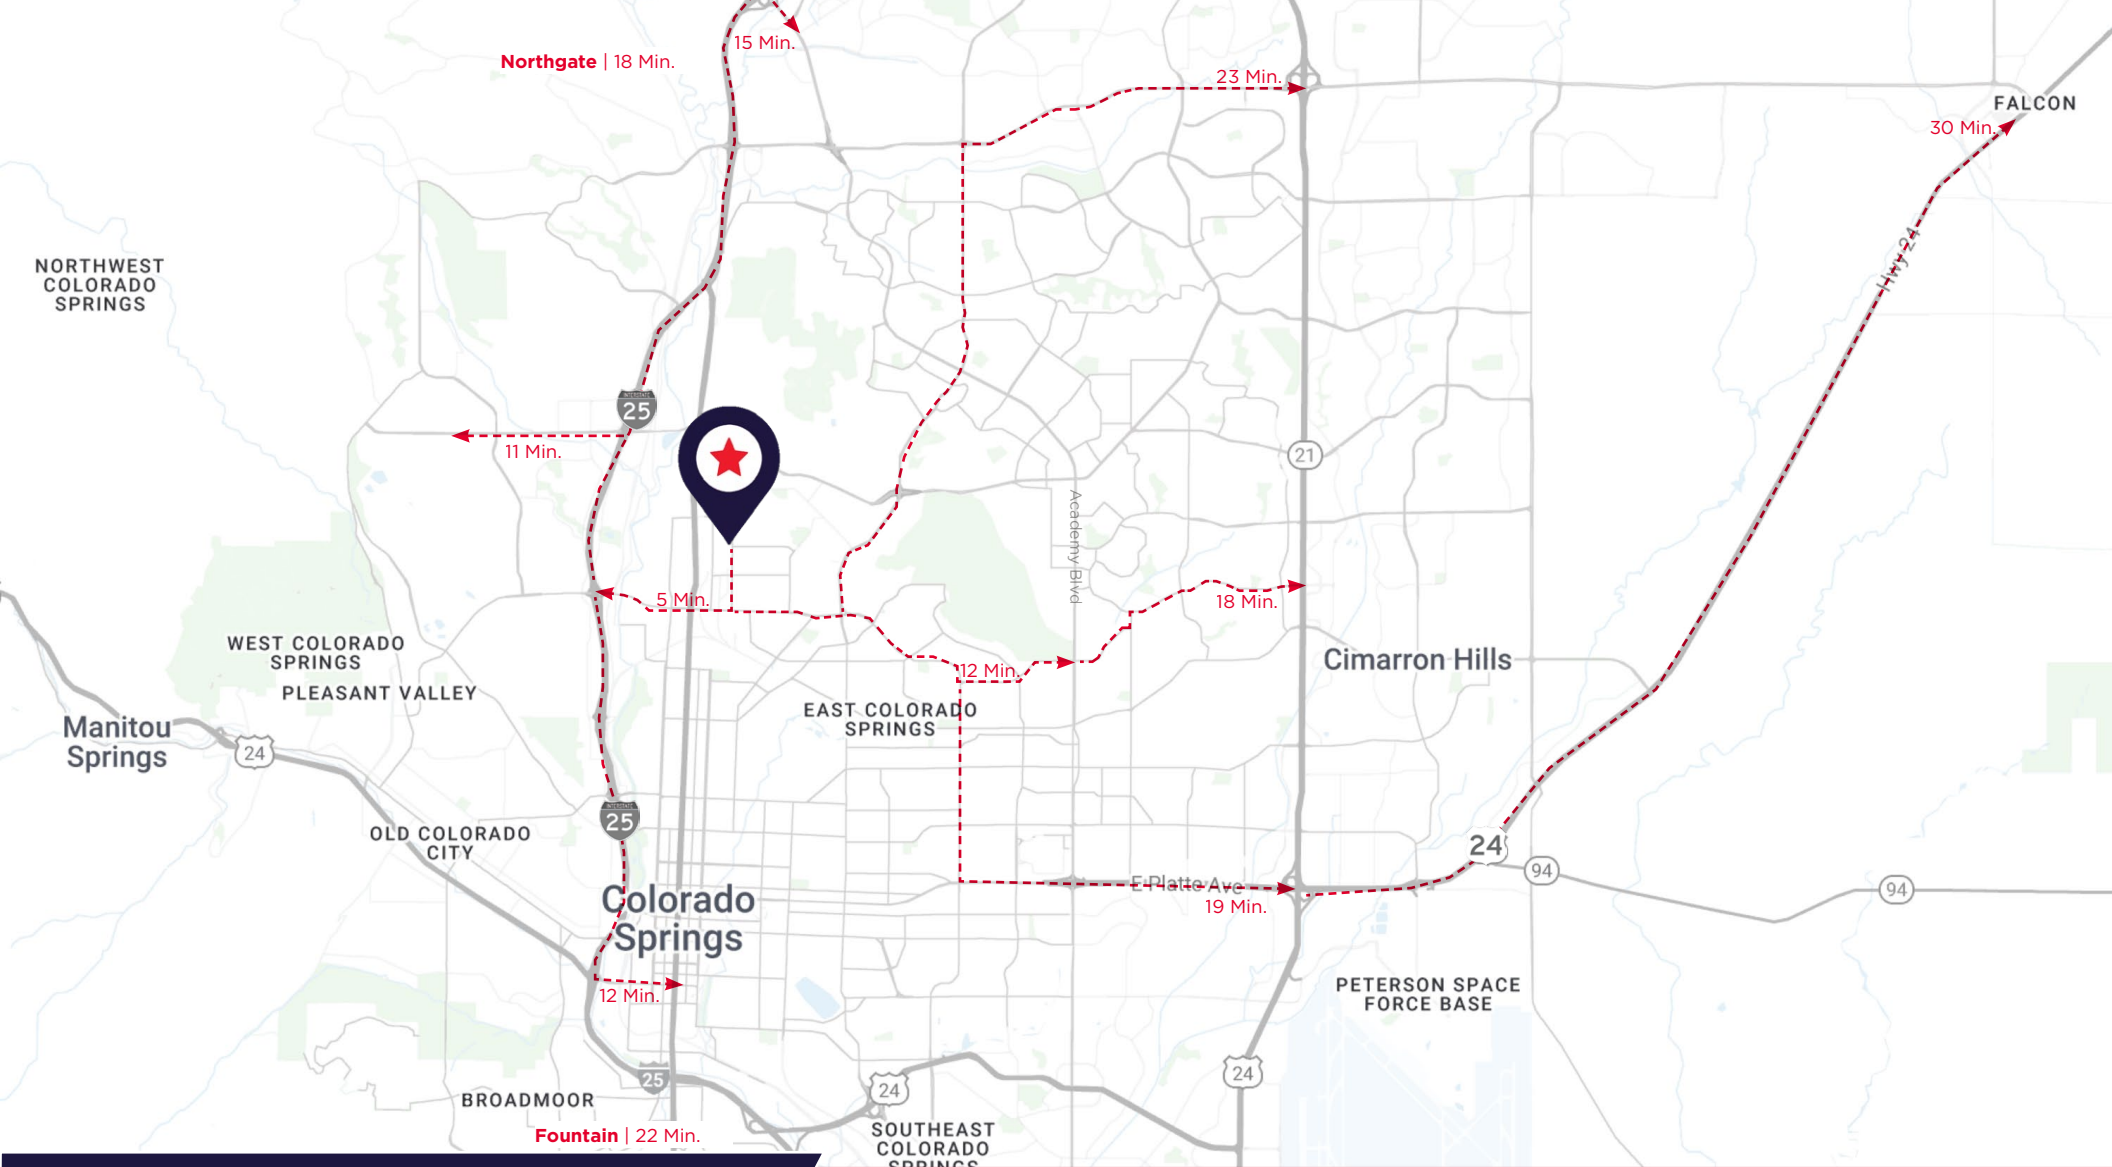 15 Min.
Northgate | 18 Min.
23 Min.
FALCON
30 Min.
Hwy 24
NORTHWEST
COLORADO
SPRINGS
INTERSTATE
25
11 Min.
21
Academy Blvd
5 Min.
18 Min.
WEST COLORADO
SPRINGS
12 Min.
Cimarron Hills
PLEASANT VALLEY
EAST COLORADO
SPRINGS
Manitou
Springs
24
INTERSTATE
25
OLD COLORADO
CITY
24
94
94
E Platte Ave
19 Min.
Colorado
Springs
12 Min.
PETERSON SPACE
FORCE BASE
25
24
24
BROADMOOR
Fountain | 22 Min.
SOUTHEAST
COLORADO
SPRINGS